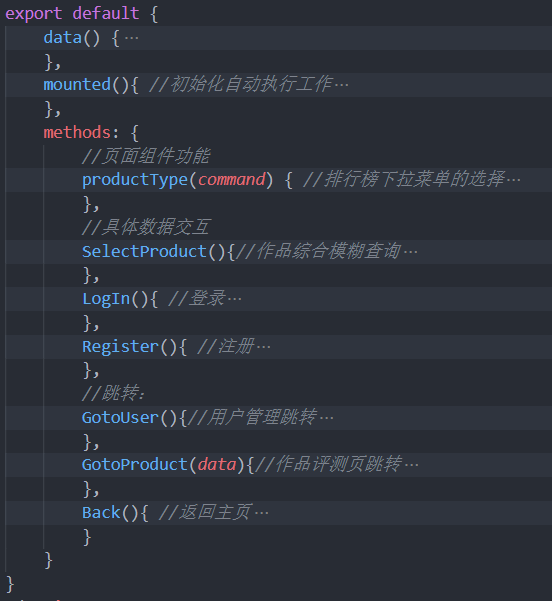 export default {
data() {…
},
mounted(){ //初始化自动执行工作…
},
methods: {
//页面组件功能
productType(command) { //排行榜下拉菜单的选择…
},
//具体数据交互
SelectProduct(){//作品综合模糊查询…
},
LogIn(){ //登录…
},
Register(){ //注册…
},
//跳转:
GotoUser(){//用户管理跳转…
},
GotoProduct(data){//作品评测页跳转…
},
Back(){ //返回主页…
}
}
}